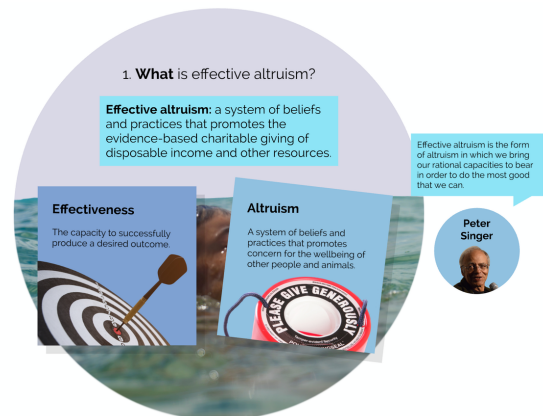 1. What is effective altruism?
Effective altruism: a system of beliefs
and practices that promotes the
evidence-based charitable giving of
disposable income and other resources.
Effective altruism is the form
of altruism in which we bring
our rational capacities to bear
in order to do the most good
that we can.
Effectiveness
The capacity to successfully
produce a desired outcome.
Altruism
A system of beliefs and
practices that promotes
concern for the wellbeing of
other people and animals.
PLEASE GIVE GENEROUSLY
Peter
Singer